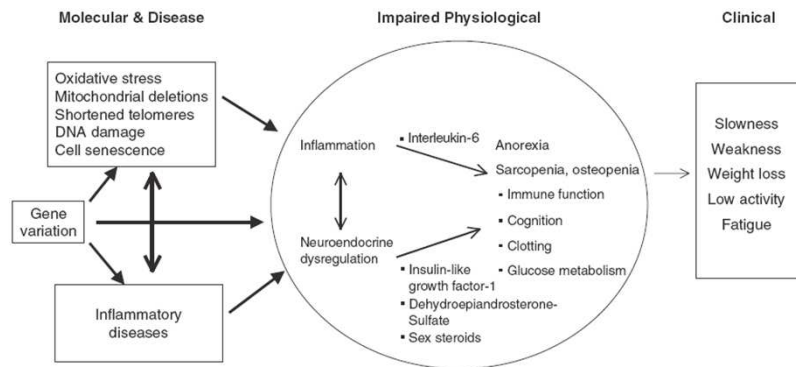 Molecular & Disease
Impaired Physiological
Clinical
Oxidative stress
Mitochondrial deletions
Shortened telomeres
DNA damage
Cell senescence
Gene
variation
Inflammatory
diseases
Inflammation
▪ Interleukin-6
Neuroendocrine
dysregulation
▪ Insulin-like
growth factor-1
▪ Dehydroepiandrosterone-
Sulfate
▪ Sex steroids
Anorexia
Sarcopenia, osteopenia
▪ Immune function
▪ Cognition
▪ Clotting
▪ Glucose metabolism
Slowness
Weakness
Weight loss
Low activity
Fatigue